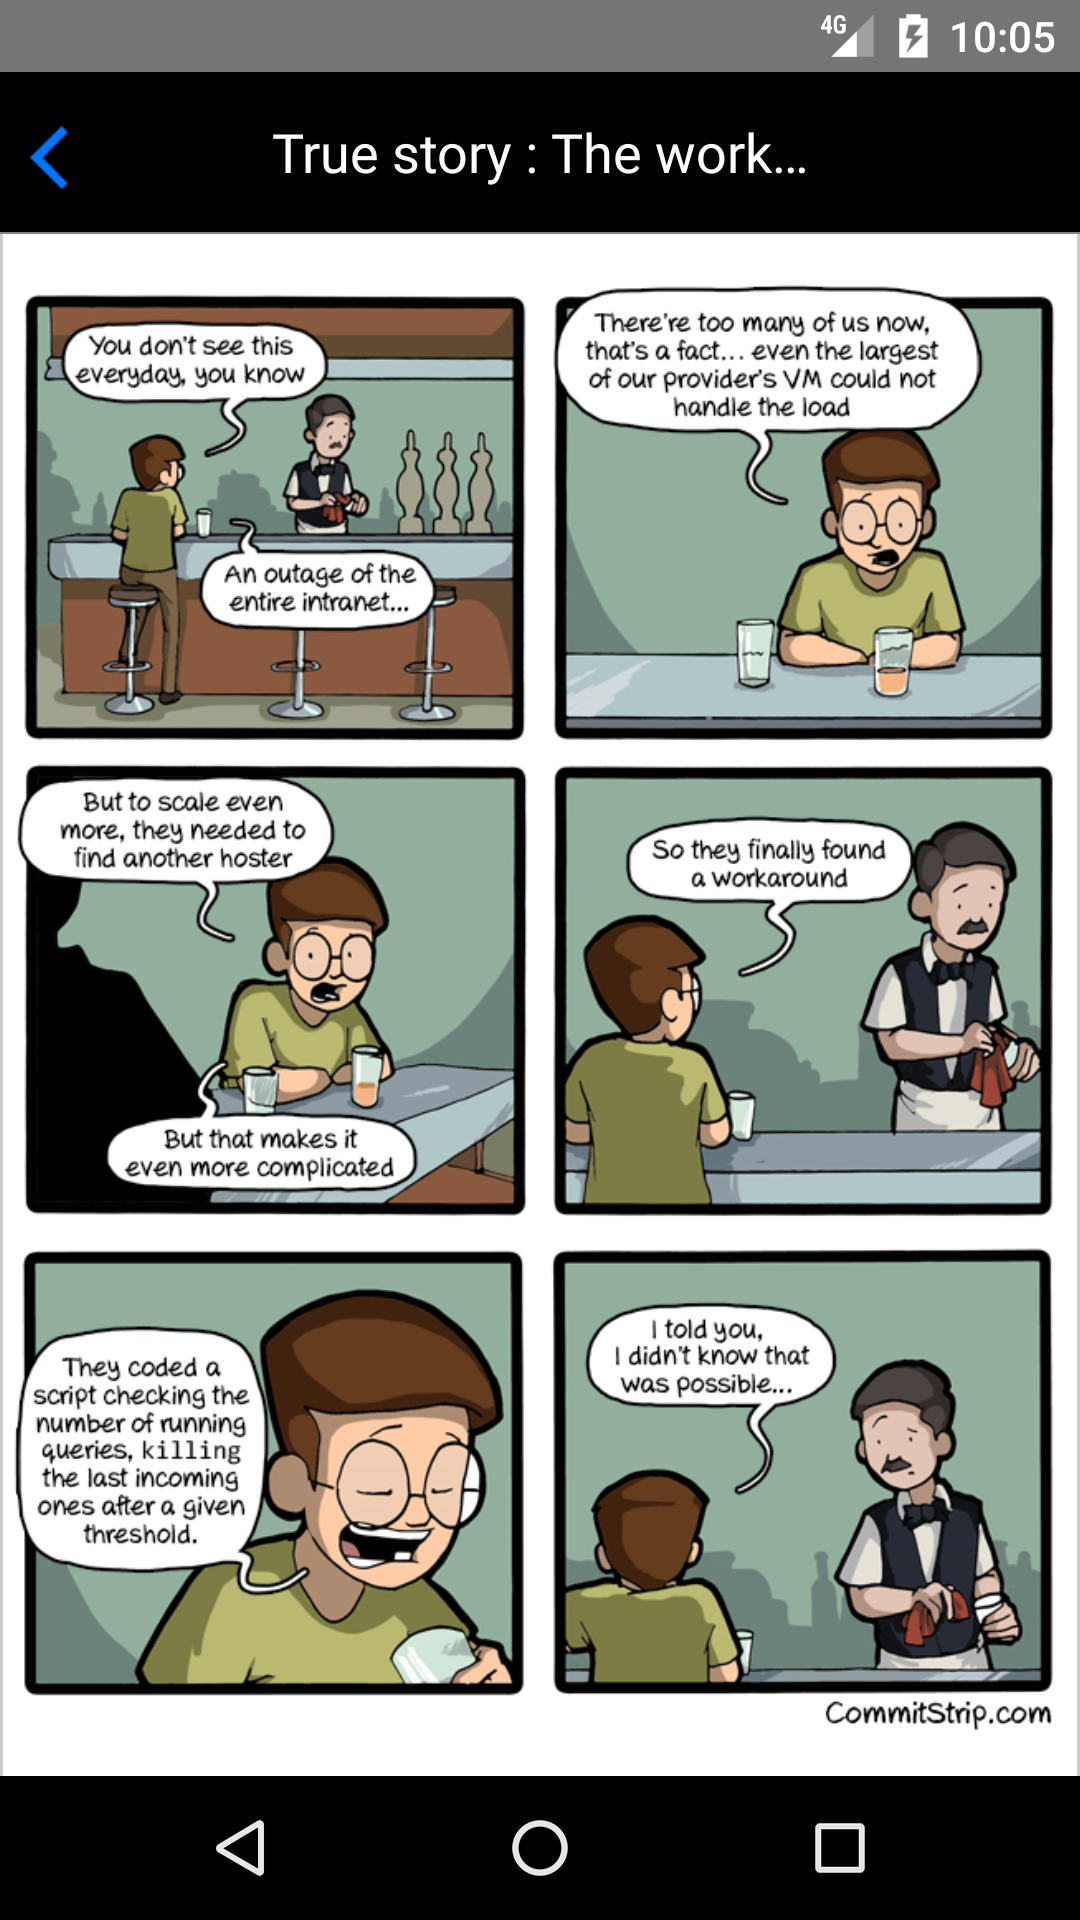 4G 10:05
True story : The work...
You don't see this
everyday, you know
An outage of the
entire intranet...
There're too many of us now,
that's a fact... even the largest
of our provider's VM could not
handle the load
But to scale even
more, they needed to
find another hoster
But that makes it
even more complicated
So they finally found
a workaround
They coded a
script checking the
number of running
queries, killing
the last incoming
ones after a given
threshold.
I told you,
I didn't know that
was possible...
CommitStrip.com